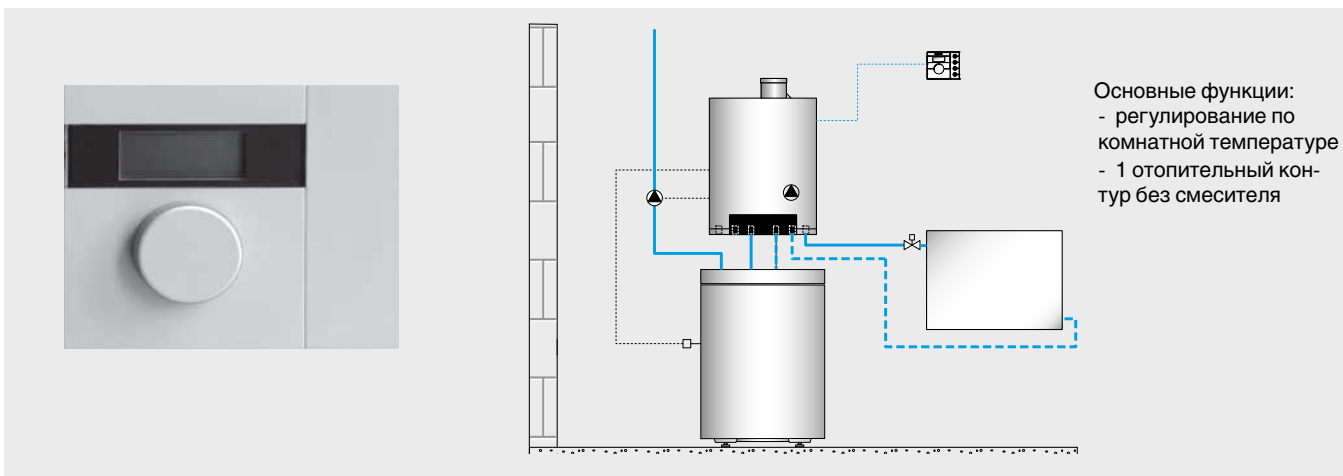 Основные функции:
- регулирование по
комнатной температуре
- 1 отопительный кон-
тур без смесителя